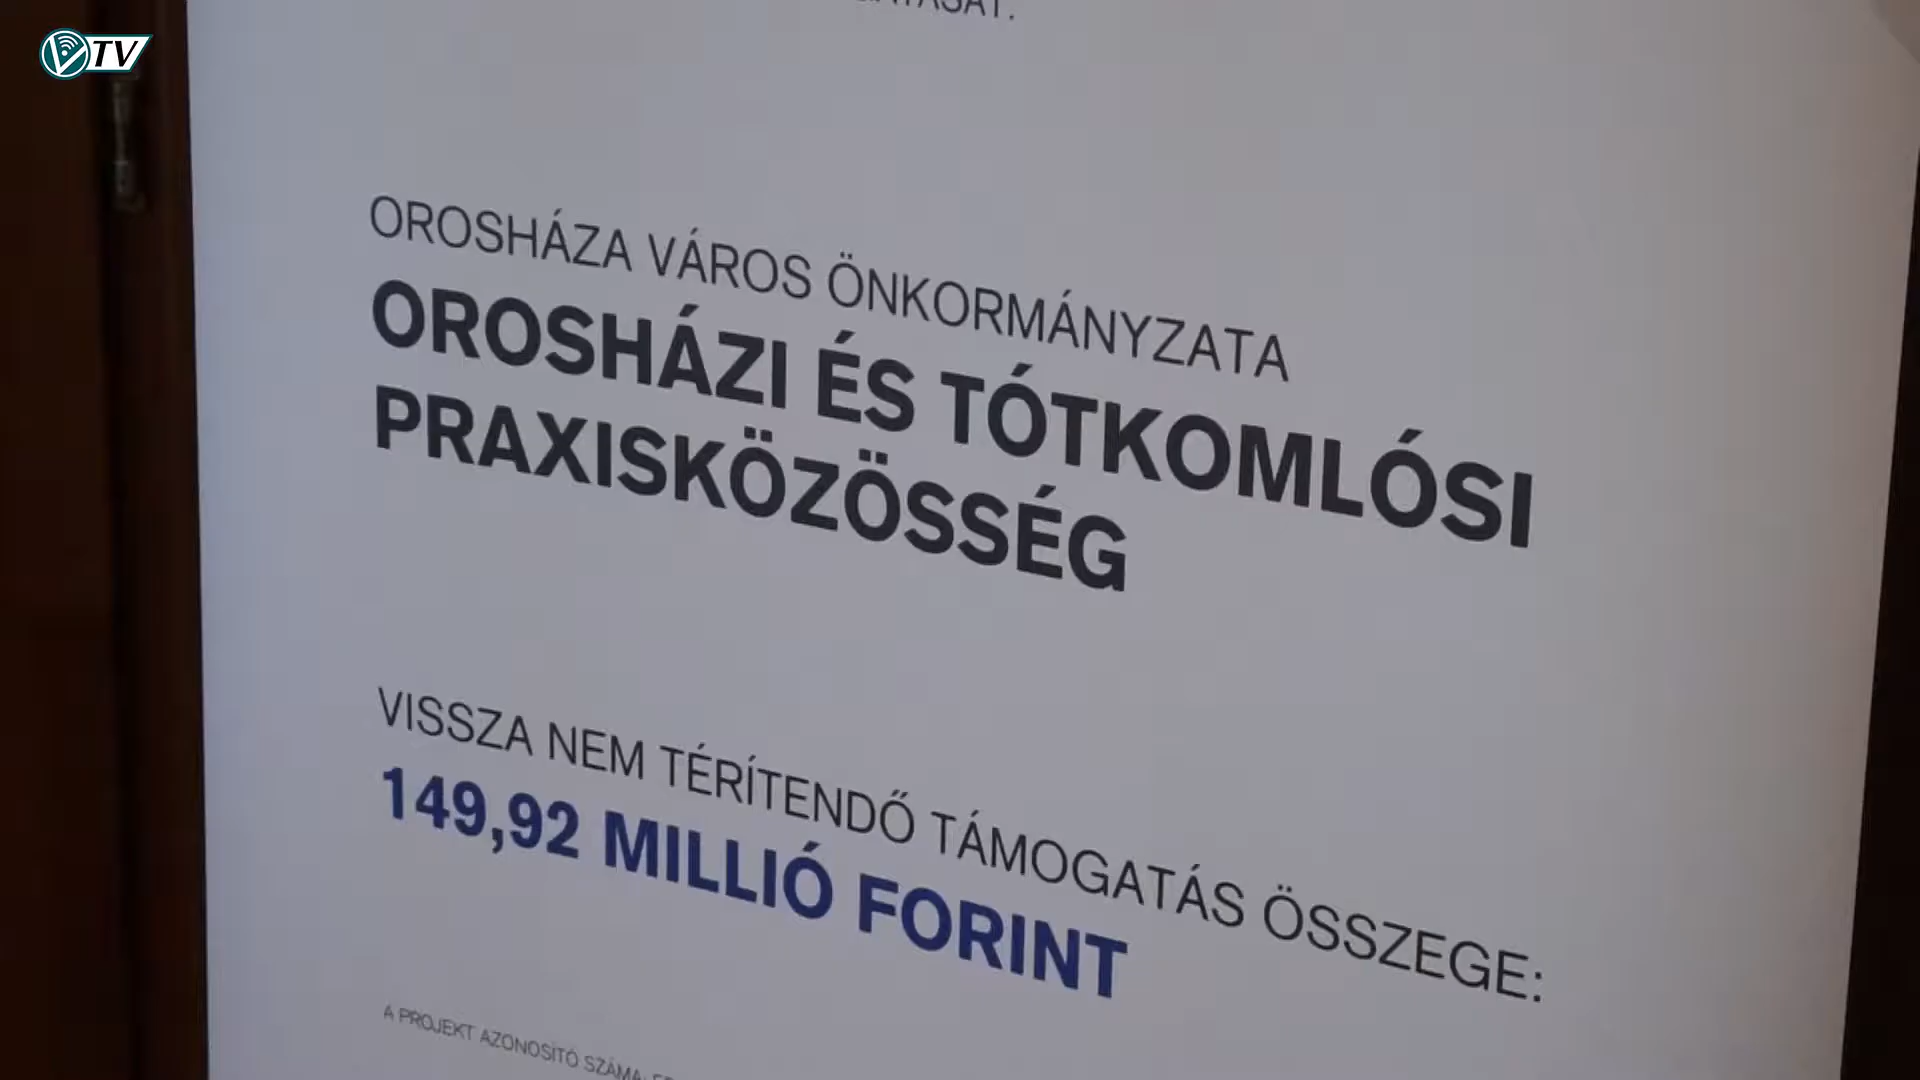 TV
OROSHÁZA VÁROS ÖNKORMÁNYZATA
OROSHÁZI ÉS TÓTKOMLÓSI
PRAXISKÖZÖSSÉG
VISSZA NEM TÉRÍTENDŐ TÁMOGATÁS ÖSSZEGE:
149,92 MILLIÓ FORINT
A PROJEKT AZONOSÍTÓ SZÁMA: